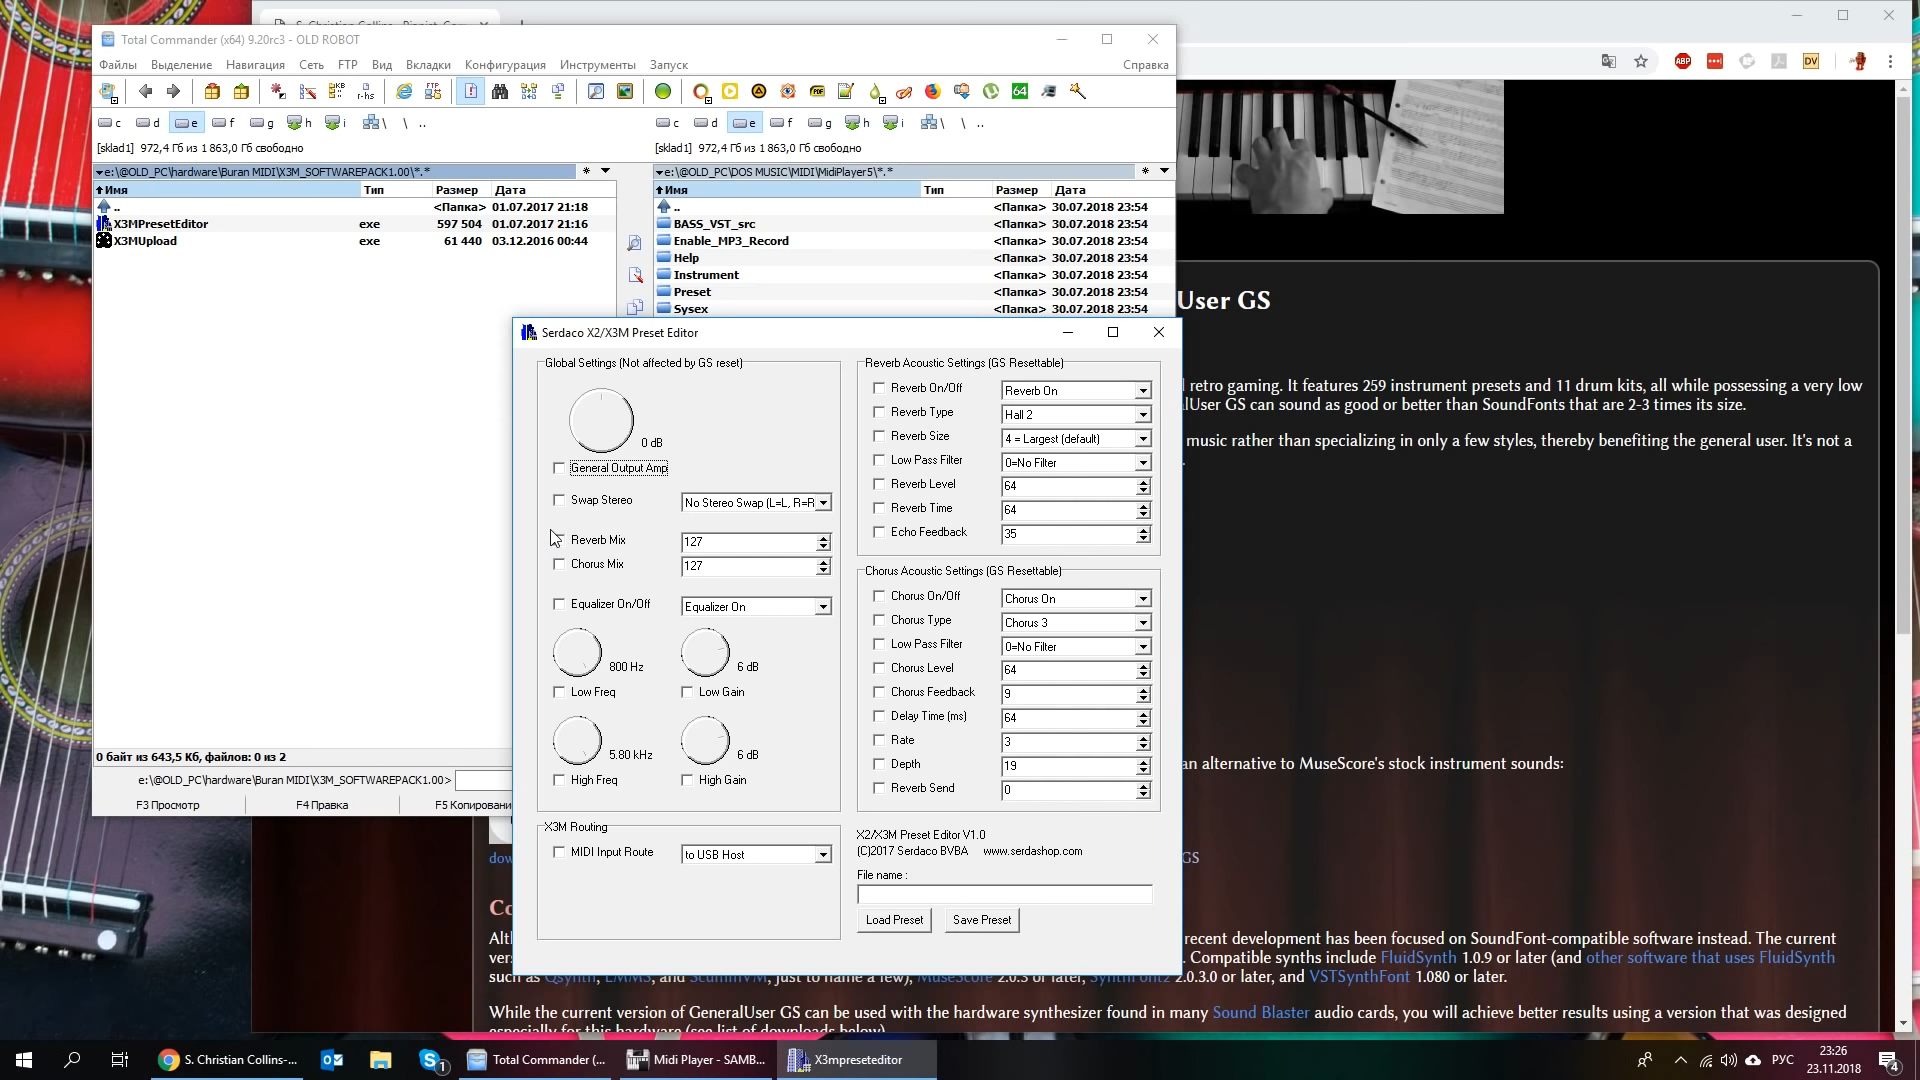 Total Commander (x64) 9.20rc3 - OLD ROBOT
Файлы Выделение Навигация Сеть FTP Вид Вкладки Конфигурация Инструменты Запуск Справка
c d e f g h i \ ..
c d e f g h i \ ..
[sklad1] 972,4 Гб из 1 863,0 Гб свободно
[sklad1] 972,4 Гб из 1 863,0 Гб свободно
e:\@OLD_PC\hardware\Buran MIDI\X3M_SOFTWAREPACK1.00\*.*
Имя Тип Размер Дата
.. <Папка> 01.07.2017 21:18
X3MPresetEditor exe 597 504 01.07.2017 21:16
X3MUpload exe 61 440 03.12.2016 00:44
e:\@OLD_PC\DOS MUSIC\MIDI\MidiPlayer5\*.*
Имя Тип Размер Дата
.. <Папка> 30.07.2018 23:54
BASS_VST_src <Папка> 30.07.2018 23:54
Enable_MP3_Record <Папка> 30.07.2018 23:54
Help <Папка> 30.07.2018 23:54
Instrument <Папка> 30.07.2018 23:54
Preset <Папка> 30.07.2018 23:54
Sysex <Папка> 30.07.2018 23:54
0 байт из 643,5 Кб, файлов: 0 из 2
e:\@OLD_PC\hardware\Buran MIDI\X3M_SOFTWAREPACK1.00>
F3 Просмотр F4 Правка F5 Копировани
Serdaco X2/X3M Preset Editor
Global Settings (Not affected by GS reset)
0 dB
General Output Amp
Swap Stereo No Stereo Swap (L=L, R=R
Reverb Mix 127
Chorus Mix 127
Equalizer On/Off Equalizer On
800 Hz 6 dB
Low Freq Low Gain
5.80 kHz 6 dB
High Freq High Gain
X3M Routing
MIDI Input Route to USB Host
Reverb Acoustic Settings (GS Resettable)
Reverb On/Off Reverb On
Reverb Type Hall 2
Reverb Size 4 = Largest (default)
Low Pass Filter 0=No Filter
Reverb Level 64
Reverb Time 64
Echo Feedback 35
Chorus Acoustic Settings (GS Resettable)
Chorus On/Off Chorus On
Chorus Type Chorus 3
Low Pass Filter 0=No Filter
Chorus Level 64
Chorus Feedback 9
Delay Time (ms) 64
Rate 3
Depth 19
Reverb Send 0
X2/X3M Preset Editor V1.0
(C)2017 Serdaco BVBA www.serdashop.com
File name :
Load Preset Save Preset
User GS
retro gaming. It features 259 instrument presets and 11 drum kits, all while possessing a very low
User GS can sound as good or better than SoundFonts that are 2-3 times its size.
music rather than specializing in only a few styles, thereby benefiting the general user. It's not a
an alternative to MuseScore's stock instrument sounds:
GS
recent development has been focused on SoundFont-compatible software instead. The current
Compatible synths include FluidSynth 1.0.9 or later (and other software that uses FluidSynth
2.0.3.0 or later, and VSTSynthFont 1.080 or later.
While the current version of GeneralUser GS can be used with the hardware synthesizer found in many Sound Blaster audio cards, you will achieve better results using a version that was designed
especially for this hardware (see list of downloads below)
S. Christian Collins-... Total Commander (... Midi Player - SAMB... X3mpreseteditor
РУС 23:26
23.11.2018